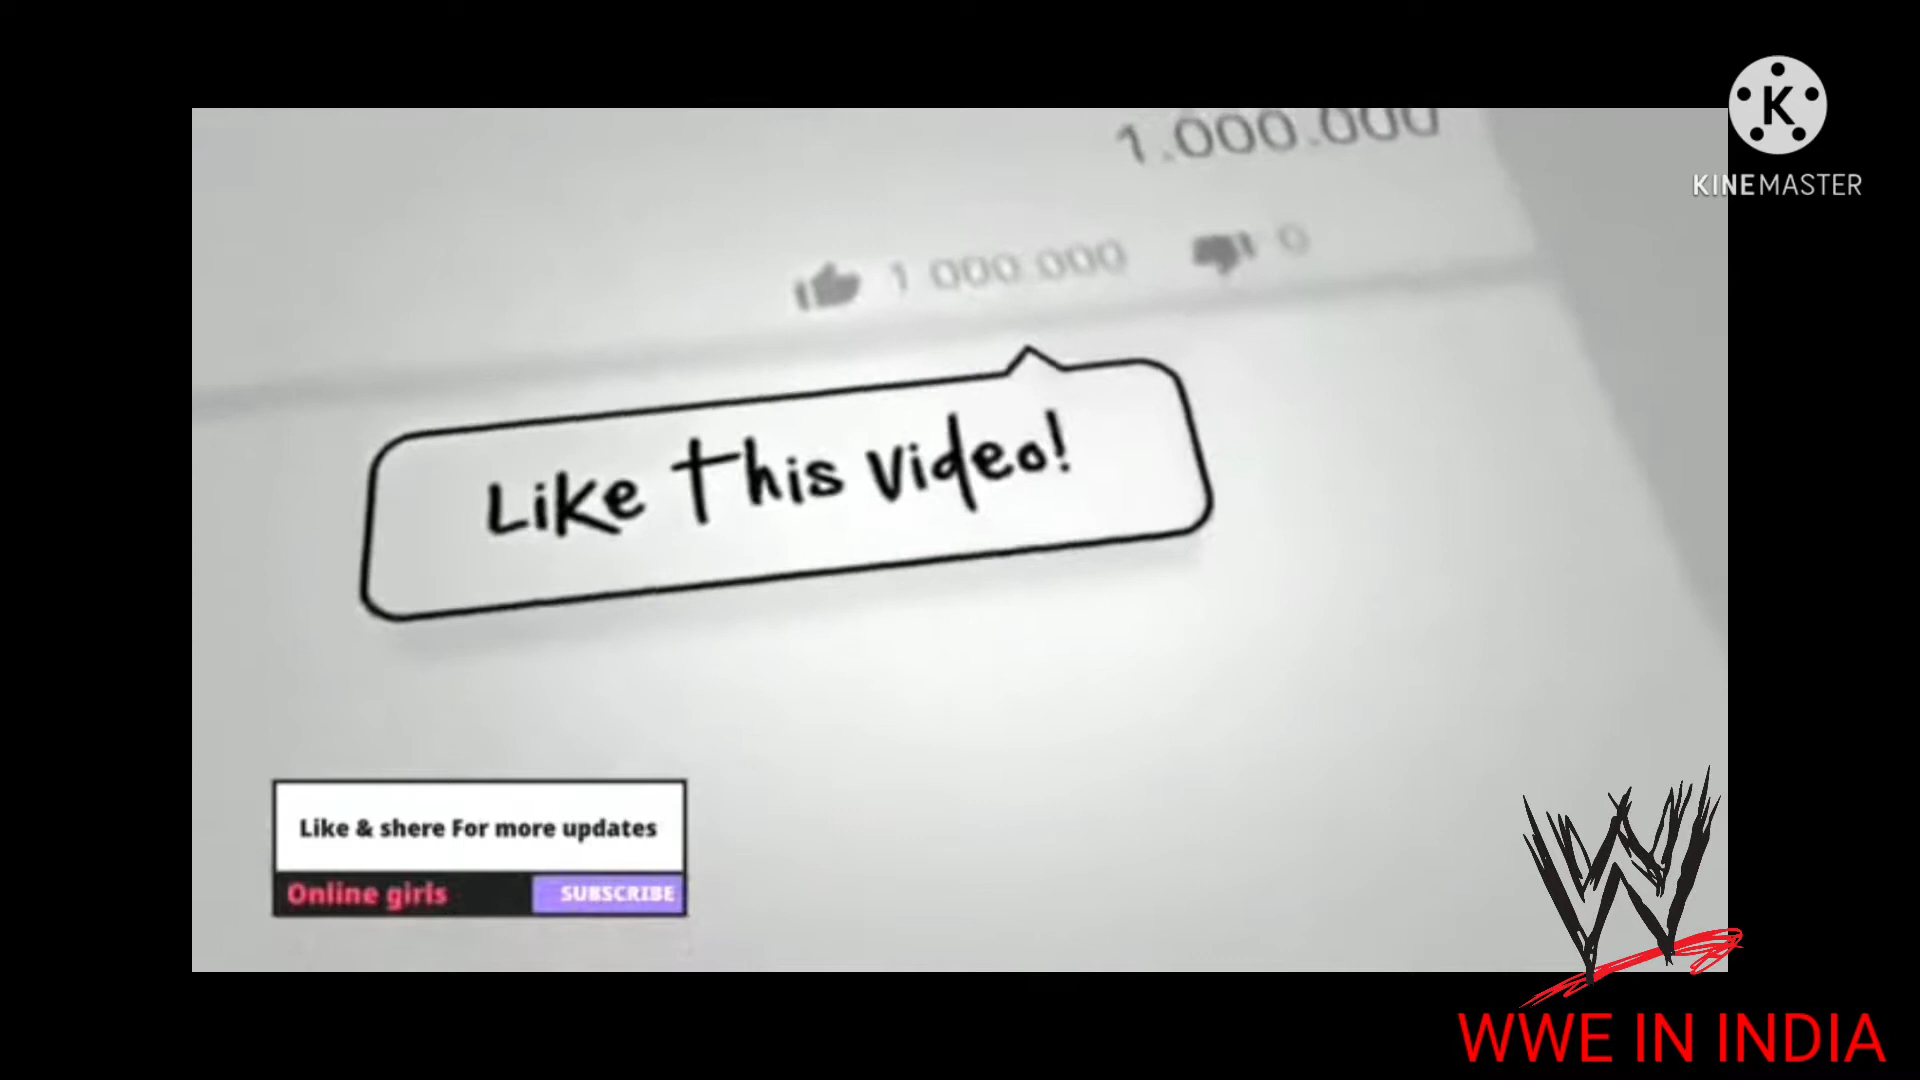 1.000.000
K
KINEMASTER
1 000.000 0
Like This Video!
Like & shere For more updates
Online girls SUBSCRIBE
W
WWE IN INDIA